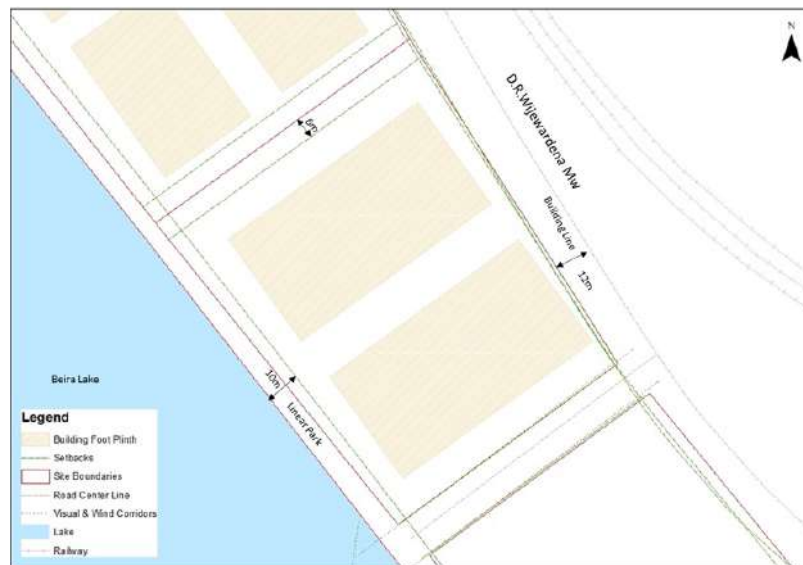 N
D.R.Wijewardena Mw
6m
Building Line
12m
10m
Linear Park
Beira Lake
Legend
Building Foot Plinth
Setbacks
Site Boundaries
Road Center Line
Visual & Wind Corridors
Lake
Railway